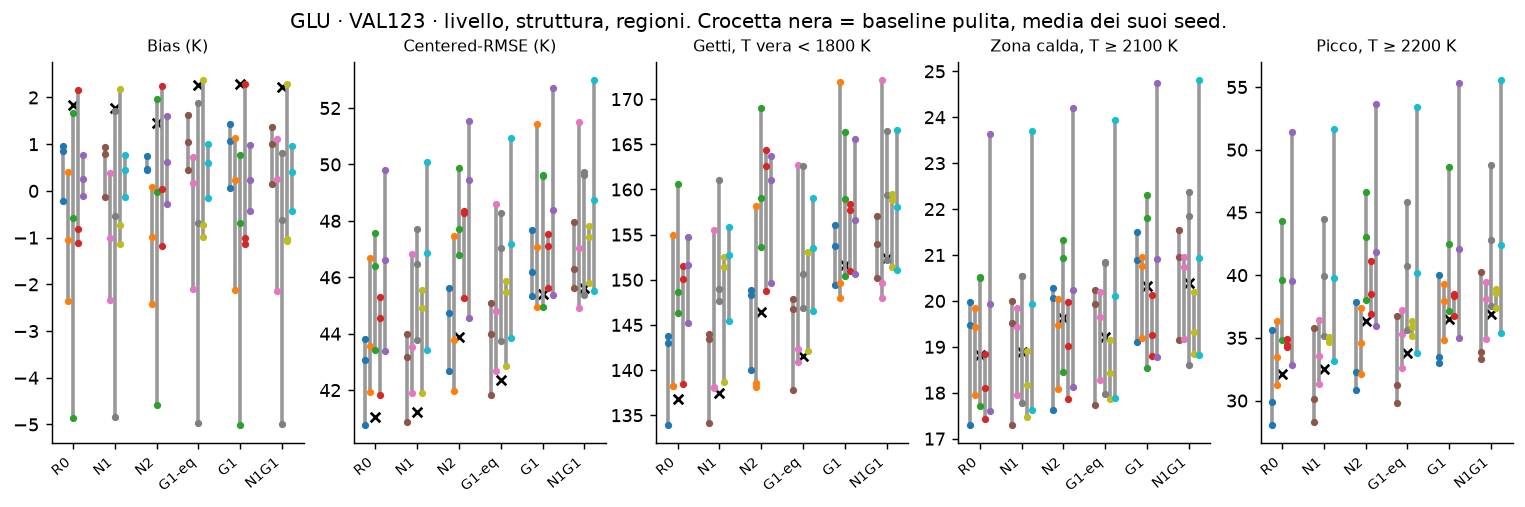 GLU · VAL123 · livello, struttura, regioni. Crocetta nera = baseline pulita, media dei suoi seed.
Bias (K)
2
1
0
−1
−2
−3
−4
−5
R0
N1
N2
G1-eq
G1
N1G1
Centered-RMSE (K)
52
50
48
46
44
42
R0
N1
N2
G1-eq
G1
N1G1
Getti, T vera < 1800 K
170
165
160
155
150
145
140
135
R0
N1
N2
G1-eq
G1
N1G1
Zona calda, T ≥ 2100 K
25
24
23
22
21
20
19
18
17
R0
N1
N2
G1-eq
G1
N1G1
Picco, T ≥ 2200 K
55
50
45
40
35
30
R0
N1
N2
G1-eq
G1
N1G1